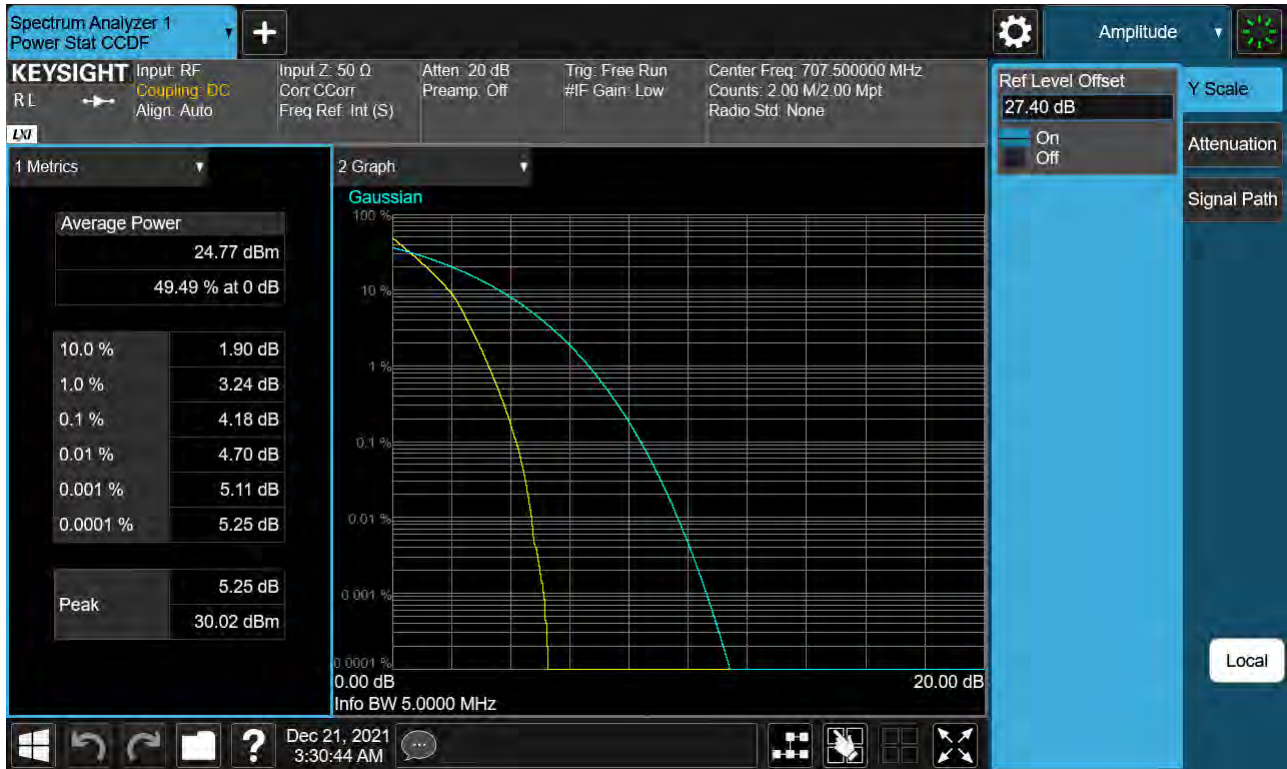 Spectrum Analyzer 1
Power Stat CCDF
Amplitude
KEYSIGHT
RL
LXI
Input: RF
Coupling: DC
Align: Auto
Input Z: 50 Ω
Corr CCorr
Freq Ref: Int (S)
Atten: 20 dB
Preamp: Off
Trig: Free Run
#IF Gain: Low
Center Freq: 707.500000 MHz
Counts: 2.00 M/2.00 Mpt
Radio Std: None
Ref Level Offset
27.40 dB
On
Off
Y Scale
Attenuation
Signal Path
Local
1 Metrics
Average Power
24.77 dBm
49.49 % at 0 dB
10.0 % 1.90 dB
1.0 % 3.24 dB
0.1 % 4.18 dB
0.01 % 4.70 dB
0.001 % 5.11 dB
0.0001 % 5.25 dB
Peak 5.25 dB
30.02 dBm
2 Graph
Gaussian
100 %
10 %
1 %
0.1 %
0.01 %
0.001 %
0.0001 %
0.00 dB 20.00 dB
Info BW 5.0000 MHz
?
Dec 21, 2021
3:30:44 AM